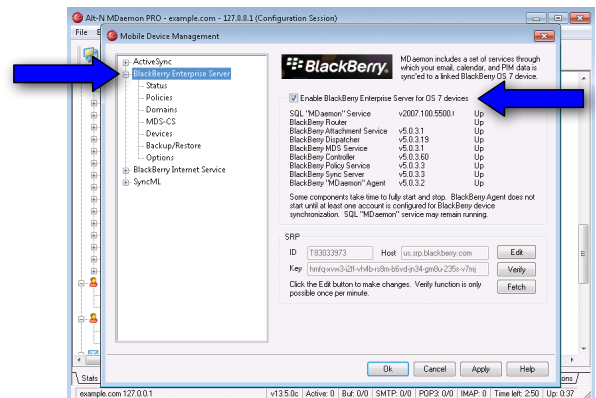 Alt-N MDaemon PRO - example.com - 127.0.0.1 (Configuration Session)
File
Mobile Device Management
ActiveSync
BlackBerry Enterprise Server
Status
Policies
Domains
MDS-CS
Devices
Backup/Restore
Options
BlackBerry Internet Service
SyncML
BlackBerry.
MDaemon includes a set of services through
which your email, calendar, and PIM data is
sync'ed to a linked BlackBerry OS 7 device.
Enable BlackBerry Enterprise Server for OS 7 devices
SQL "MDaemon" Service v2007.100.5500.( Up
BlackBerry Router Up
BlackBerry Attachment Service v5.0.3.1 Up
BlackBerry Dispatcher v5.0.3.19 Up
BlackBerry MDS Service v5.0.3.1 Up
BlackBerry Controller v5.0.3.60 Up
BlackBerry Policy Service v5.0.3.3 Up
BlackBerry Sync Server v5.0.3.3 Up
BlackBerry "MDaemon" Agent v5.0.3.2 Up
Some components take time to fully start and stop. BlackBerry Agent does not
start until at least one account is configured for BlackBerry device
synchronization. SQL "MDaemon" service may remain running.
SRP
ID T83033973 Host us.srp.blackberry.com Edit
Key Verify
Click the Edit button to make changes. Verify function is only
possible once per minute.
Fetch
Ok Cancel Apply Help
Stats
example.com 127.0.0.1 v13.5.0c Active: 0 Buf: 0/0 SMTP: 0/0 POP3: 0/0 IMAP: 0 Time left: 2:50 Up: 0:37